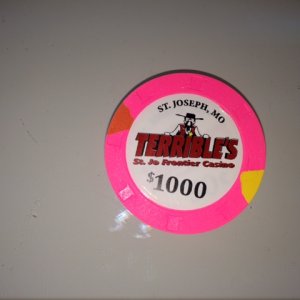 ST. JOSEPH, MO
TERRIBLE'S
St. Jo Frontier Casino
$1000